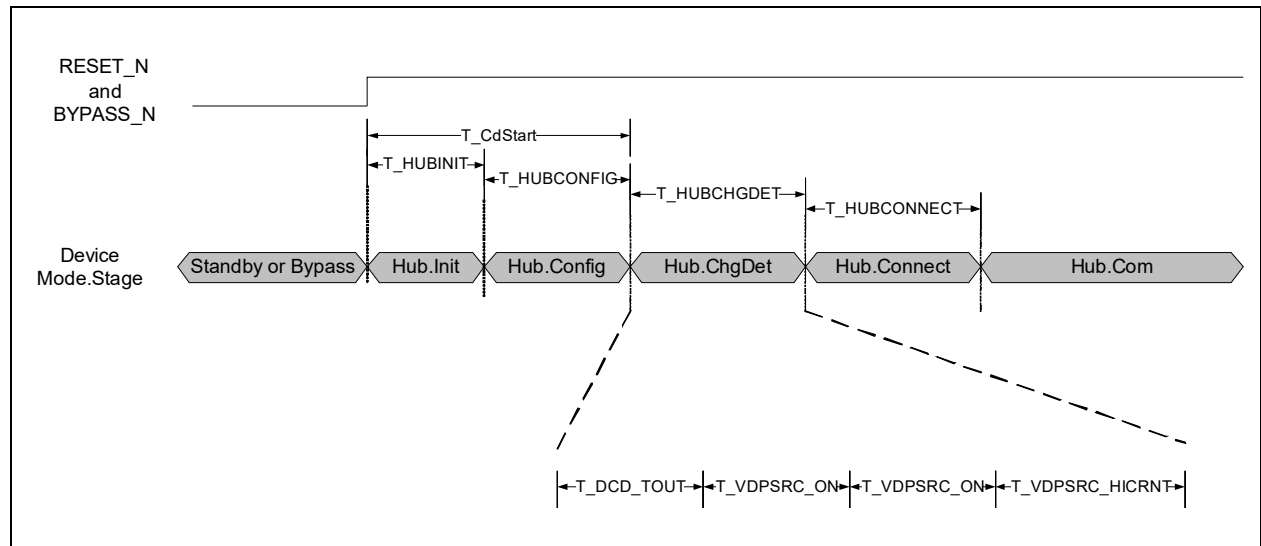 RESET_N
and
BYPASS_N
T_CdStart
T_HUBINIT
T_HUBCONFIG
T_HUBCHGDET
T_HUBCONNECT
Device
Mode.Stage
Standby or Bypass
Hub.Init
Hub.Config
Hub.ChgDet
Hub.Connect
Hub.Com
T_DCD_TOUT
T_VDPSRC_ON
T_VDPSRC_ON
T_VDPSRC_HICRNT